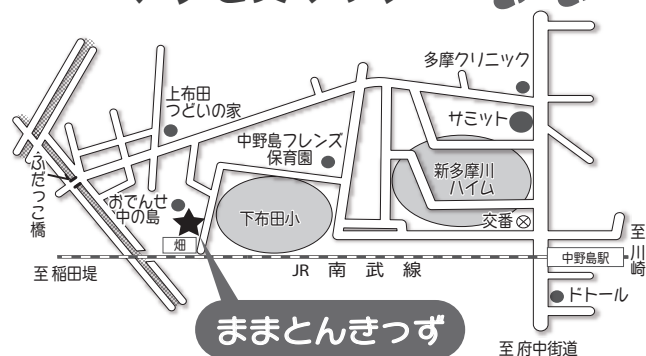 多摩クリニック
上布田
つどいの家
サミット
中野島フレンズ
保育園
新多摩川
ハイム
ふだっこ橋
おでんせ
中の島
下布田小
交番
畑
至川崎
中野島駅
至稲田堤
JR 南武線
ドトール
ままとんきっず
至府中街道